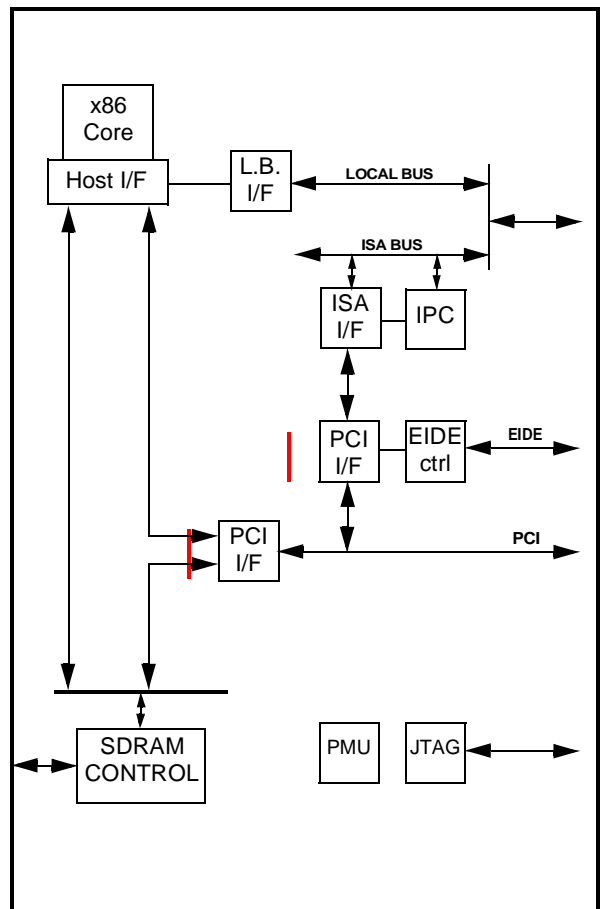 x86
Core
Host I/F
L.B.
I/F
LOCAL BUS
ISA BUS
ISA
I/F
IPC
PCI
I/F
EIDE
ctrl
EIDE
PCI
I/F
PCI
SDRAM
CONTROL
PMU
JTAG